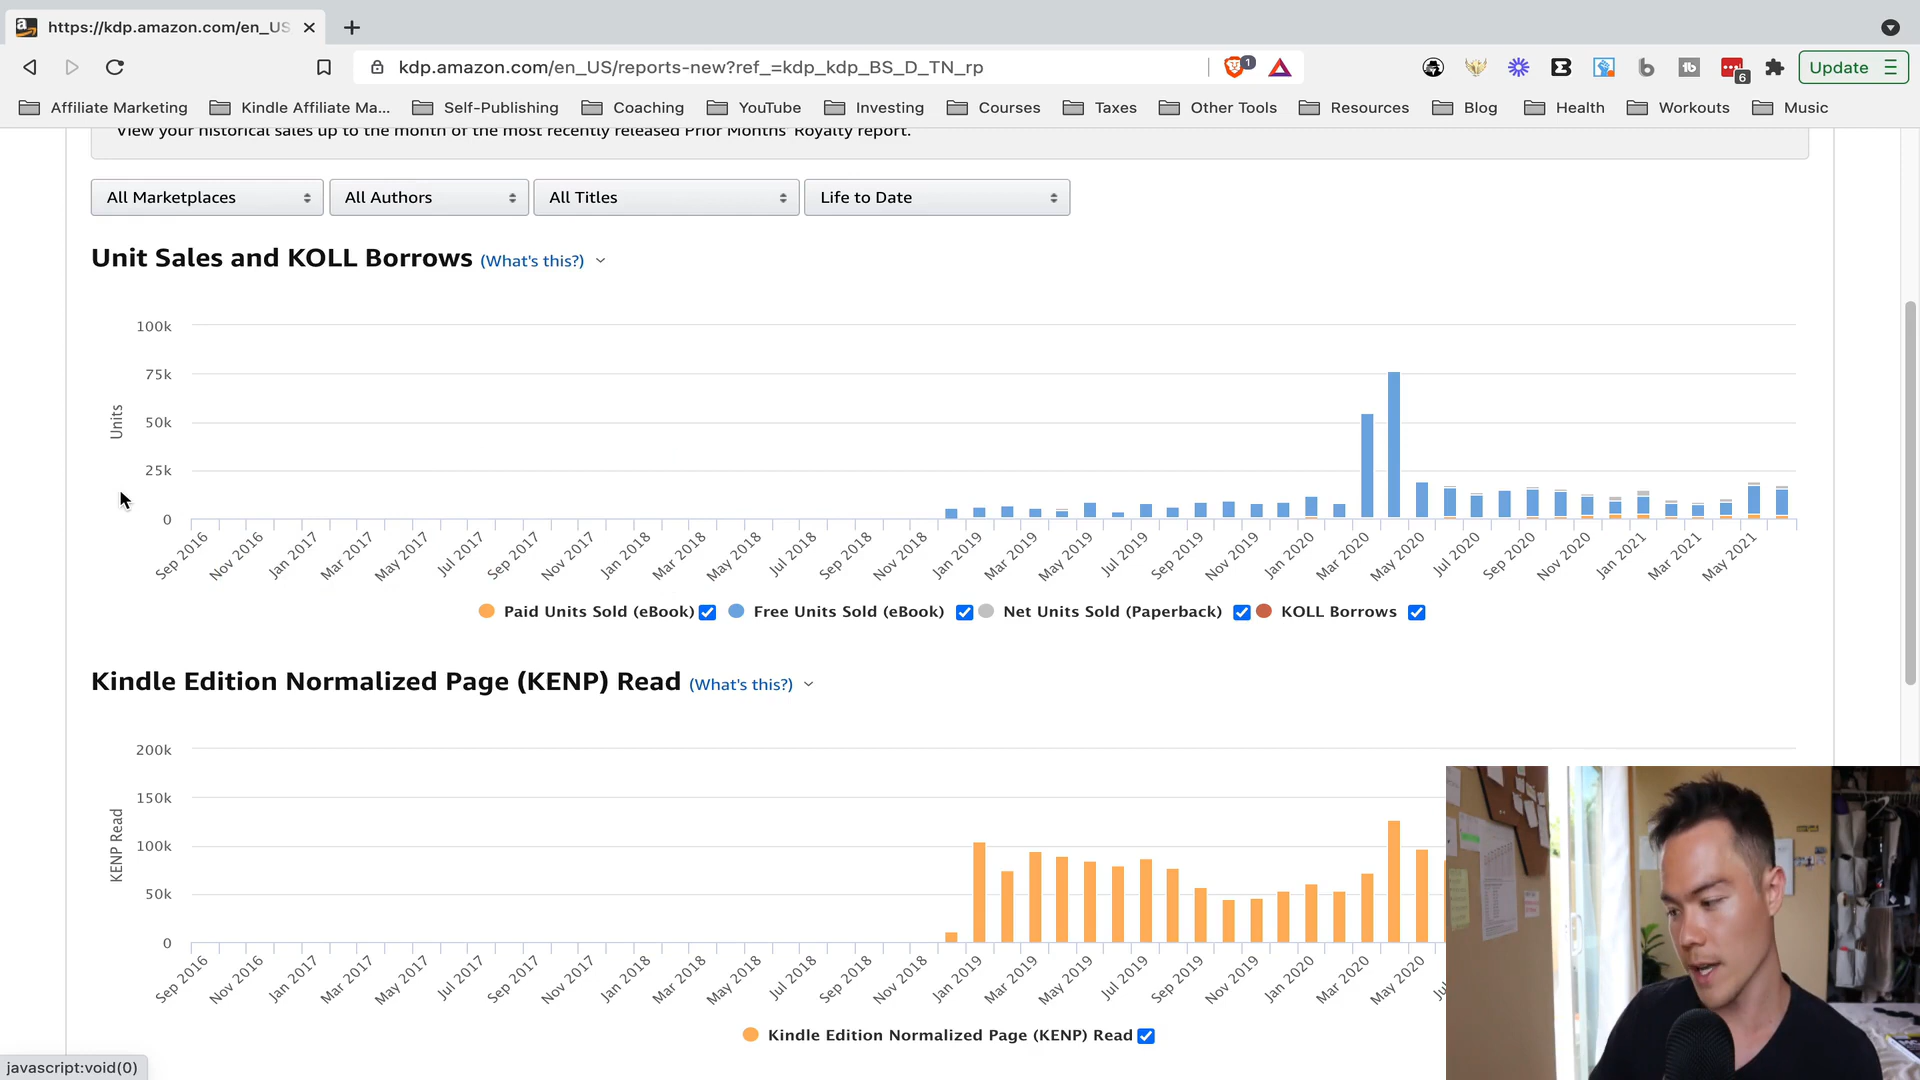 https://kdp.amazon.com/en_US
kdp.amazon.com/en_US/reports-new?ref_=kdp_kdp_BS_D_TN_rp
1
6
Update
Affiliate Marketing
Kindle Affiliate Ma...
Self-Publishing
Coaching
YouTube
Investing
Courses
Taxes
Other Tools
Resources
Blog
Health
Workouts
Music
View your historical sales up to the month of the most recently released Prior Months' Royalty report.
All Marketplaces
All Authors
All Titles
Life to Date
Unit Sales and KOLL Borrows (What's this?)
Units
100k
75k
50k
25k
0
Sep 2016
Nov 2016
Jan 2017
Mar 2017
May 2017
Jul 2017
Sep 2017
Nov 2017
Jan 2018
Mar 2018
May 2018
Jul 2018
Sep 2018
Nov 2018
Jan 2019
Mar 2019
May 2019
Jul 2019
Sep 2019
Nov 2019
Jan 2020
Mar 2020
May 2020
Jul 2020
Sep 2020
Nov 2020
Jan 2021
Mar 2021
May 2021
Paid Units Sold (eBook)
Free Units Sold (eBook)
Net Units Sold (Paperback)
KOLL Borrows
Kindle Edition Normalized Page (KENP) Read (What's this?)
KENP Read
200k
150k
100k
50k
0
Sep 2016
Nov 2016
Jan 2017
Mar 2017
May 2017
Jul 2017
Sep 2017
Nov 2017
Jan 2018
Mar 2018
May 2018
Jul 2018
Sep 2018
Nov 2018
Jan 2019
Mar 2019
May 2019
Jul 2019
Sep 2019
Nov 2019
Jan 2020
Mar 2020
May 2020
Kindle Edition Normalized Page (KENP) Read
javascript:void(0)